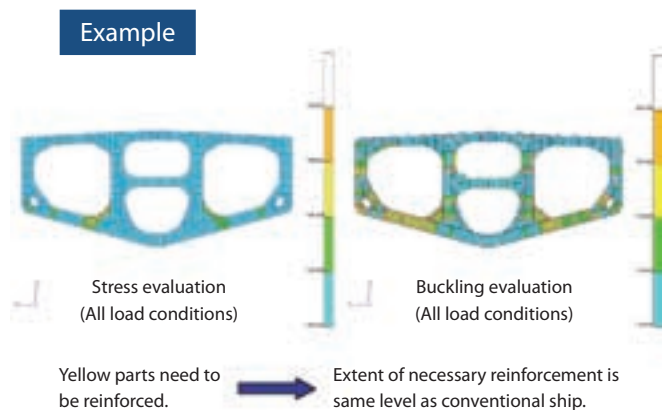 Example
Stress evaluation
(All load conditions)
Buckling evaluation
(All load conditions)
Yellow parts need to
be reinforced.
Extent of necessary reinforcement is
same level as conventional ship.